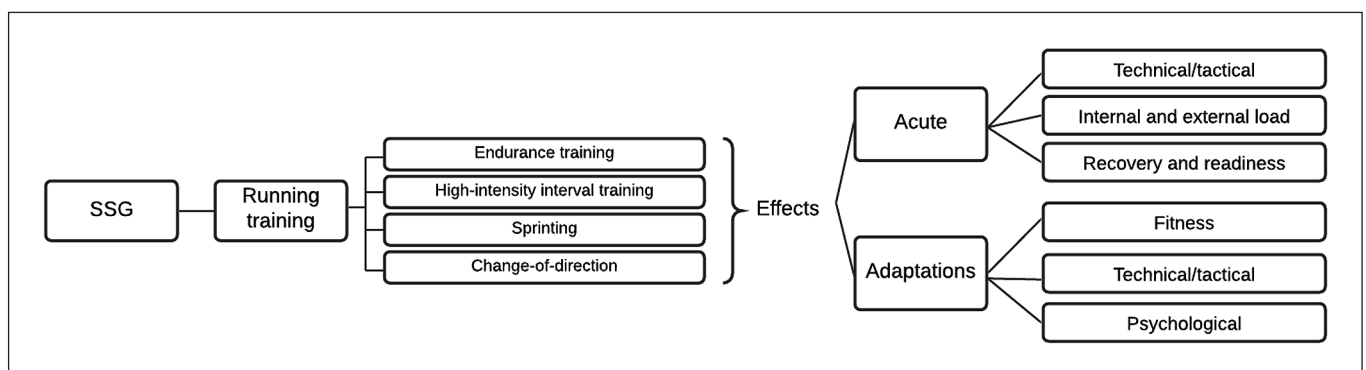 SSG
Running
training
Endurance training
High-intensity interval training
Sprinting
Change-of-direction
Effects
Acute
Technical/tactical
Internal and external load
Recovery and readiness
Adaptations
Fitness
Technical/tactical
Psychological